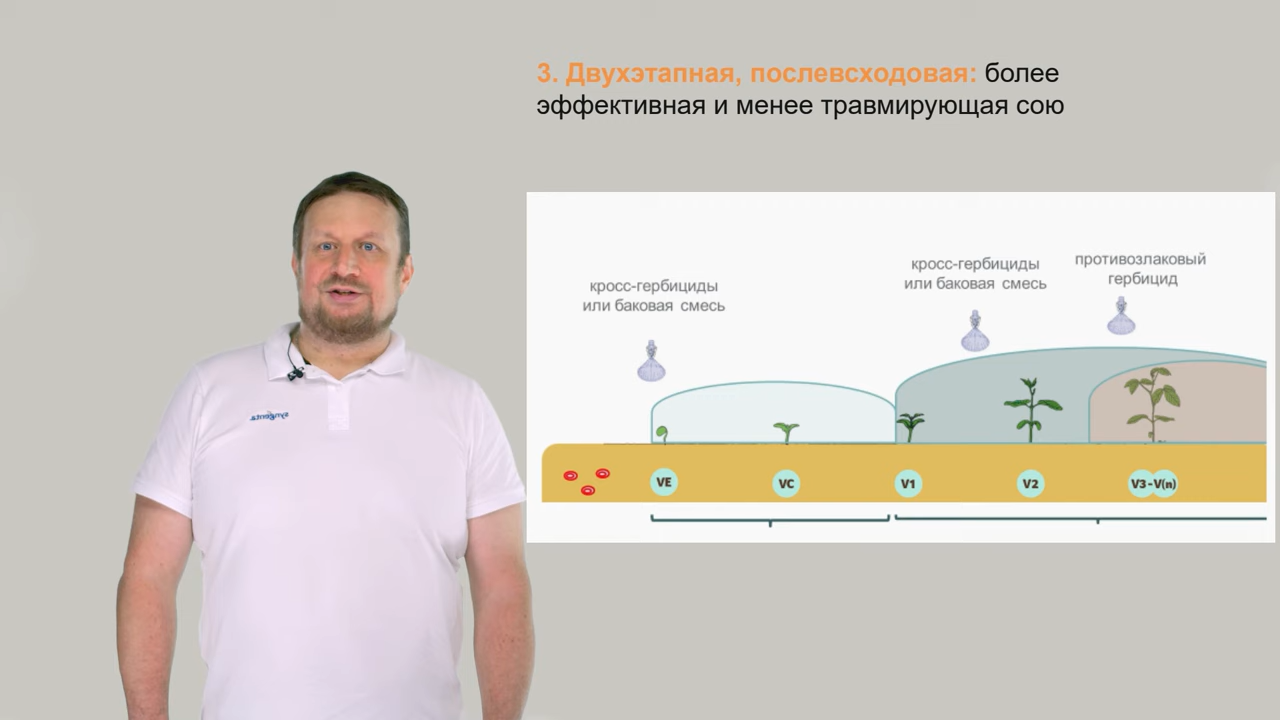 3. Двухэтапная, послевсходовая: более
эффективная и менее травмирующая сою
кросс-гербициды
или баковая смесь
кросс-гербициды
или баковая смесь
противозлаковый
гербицид
syngenta
VE
VC
V1
V2
V3-V(n)